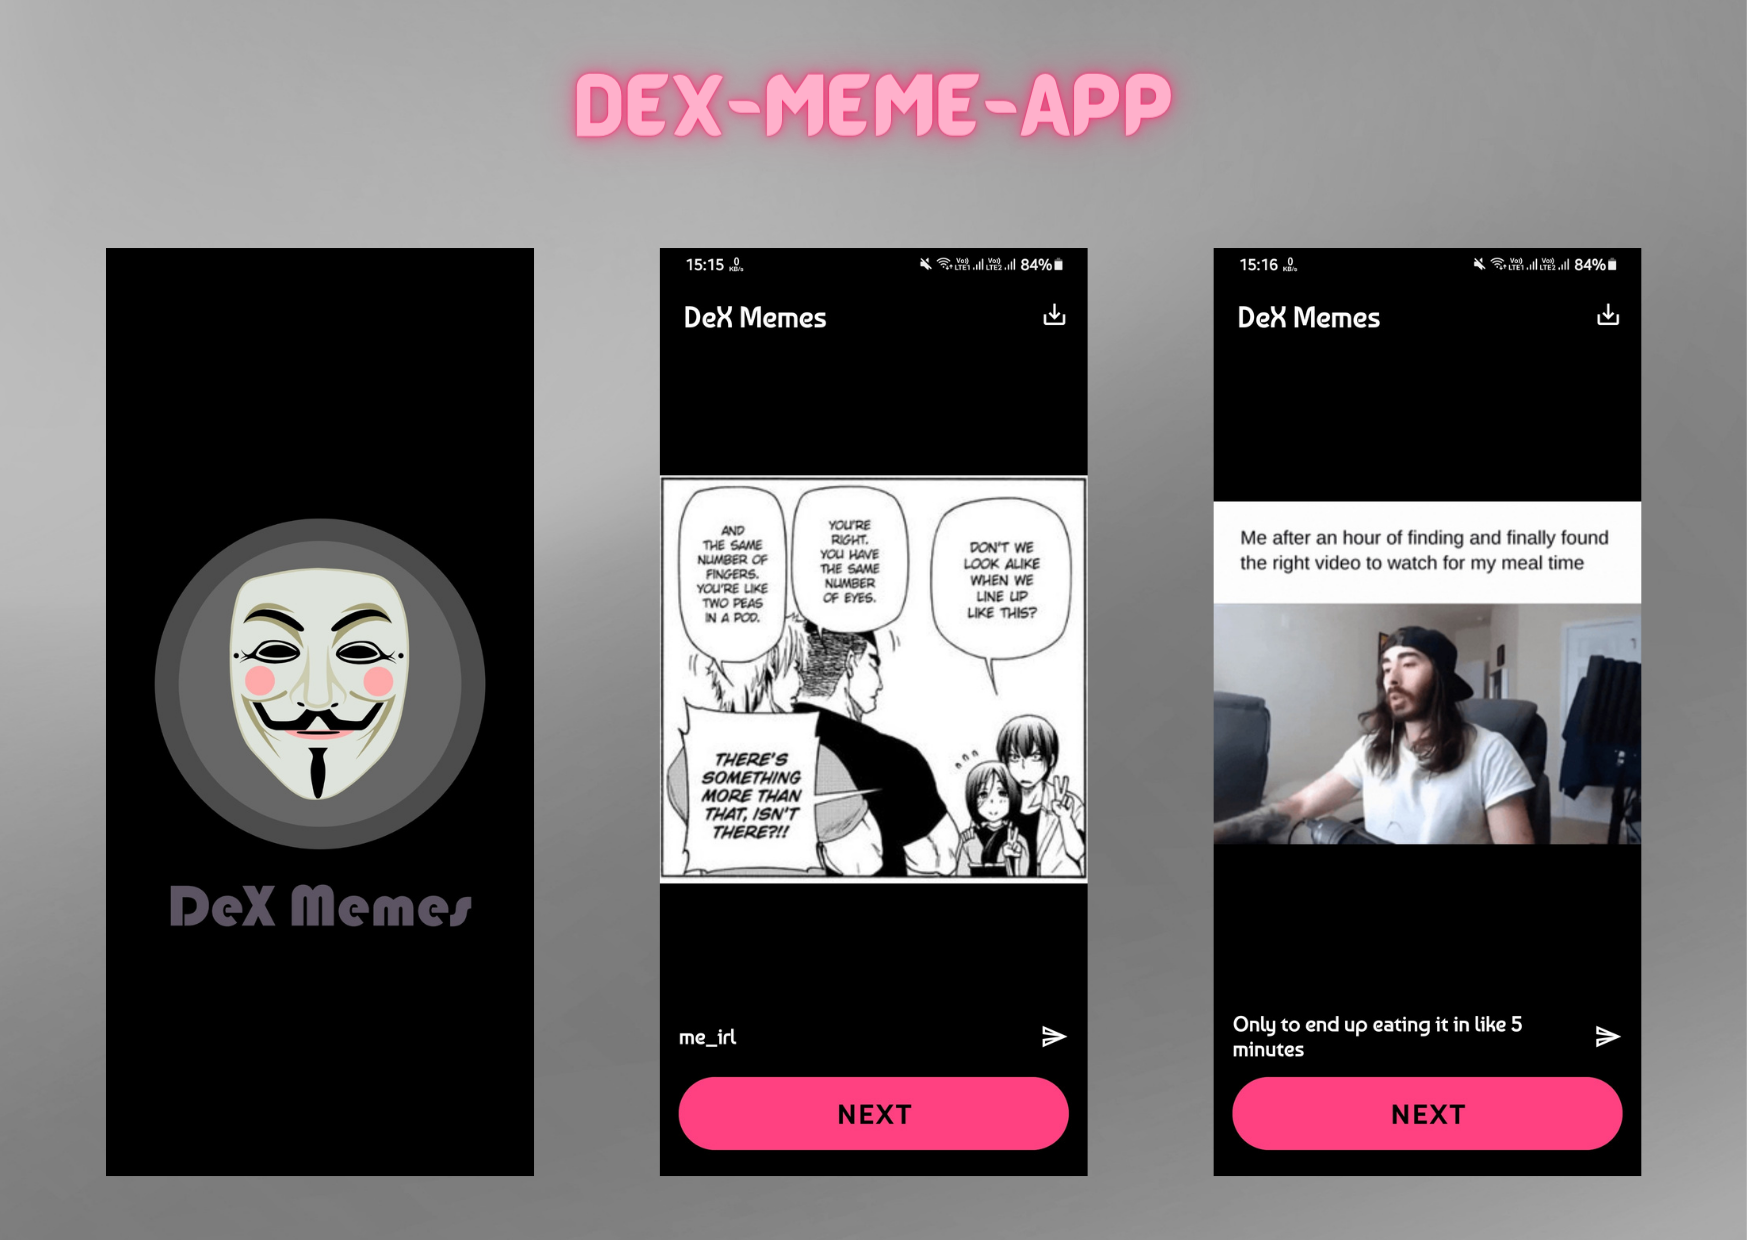 DEX-MEME-APP
DeX Memes
15:15 0 KB/s Vo) LTE1 Vo) LTE2 84%
DeX Memes
AND
THE SAME
NUMBER OF
FINGERS.
YOU'RE LIKE
TWO PEAS
IN A POD.
YOU'RE
RIGHT.
YOU HAVE
THE SAME
NUMBER
OF EYES.
DON'T WE
LOOK ALIKE
WHEN WE
LINE UP
LIKE THIS?
THERE'S
SOMETHING
MORE THAN
THAT, ISN'T
THERE?!!
me_irl
NEXT
15:16 0 KB/s Vo) LTE1 Vo) LTE2 84%
DeX Memes
Me after an hour of finding and finally found
the right video to watch for my meal time
Only to end up eating it in like 5
minutes
NEXT